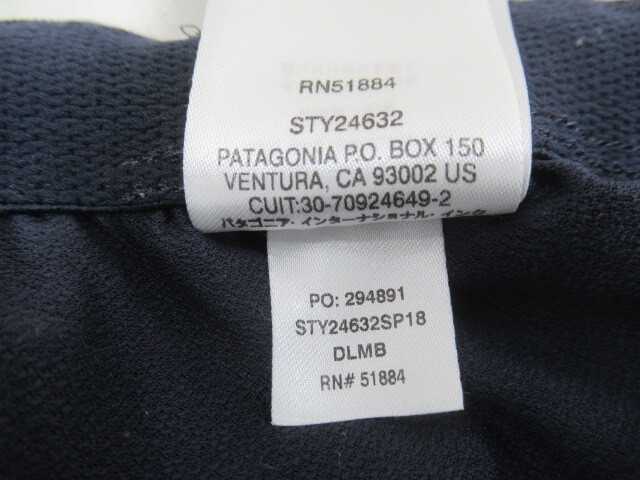 RN51884
STY24632
PATAGONIA P.O. BOX 150
VENTURA, CA 93002 US
CUIT:30-70924649-2
パタゴニア・インターナショナル・インク
PO: 294891
STY24632SP18
DLMB
RN# 51884